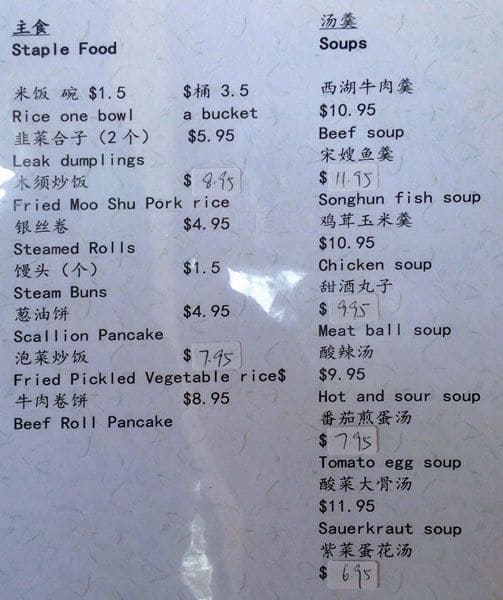 主食
Staple Food
米饭 碗 $1.5 $桶 3.5
Rice one bowl a bucket
韭菜合子（2个） $5.95
Leak dumplings
木须炒饭 $ 8.95
Fried Moo Shu Pork rice
银丝卷 $4.95
Steamed Rolls
馒头（个） $1.5
Steam Buns
葱油饼 $4.95
Scallion Pancake
泡菜炒饭 $ 7.95
Fried Pickled Vegetable rice$
牛肉卷饼 $8.95
Beef Roll Pancake
汤羹
Soups
西湖牛肉羹
$10.95
Beef soup
宋嫂鱼羹
$ 11.95
Songhun fish soup
鸡茸玉米羹
$10.95
Chicken soup
甜酒丸子
$ 9.95
Meat ball soup
酸辣汤
$9.95
Hot and sour soup
番茄煎蛋汤
$ 7.95
Tomato egg soup
酸菜大骨汤
$11.95
Sauerkraut soup
紫菜蛋花汤
$ 6.95